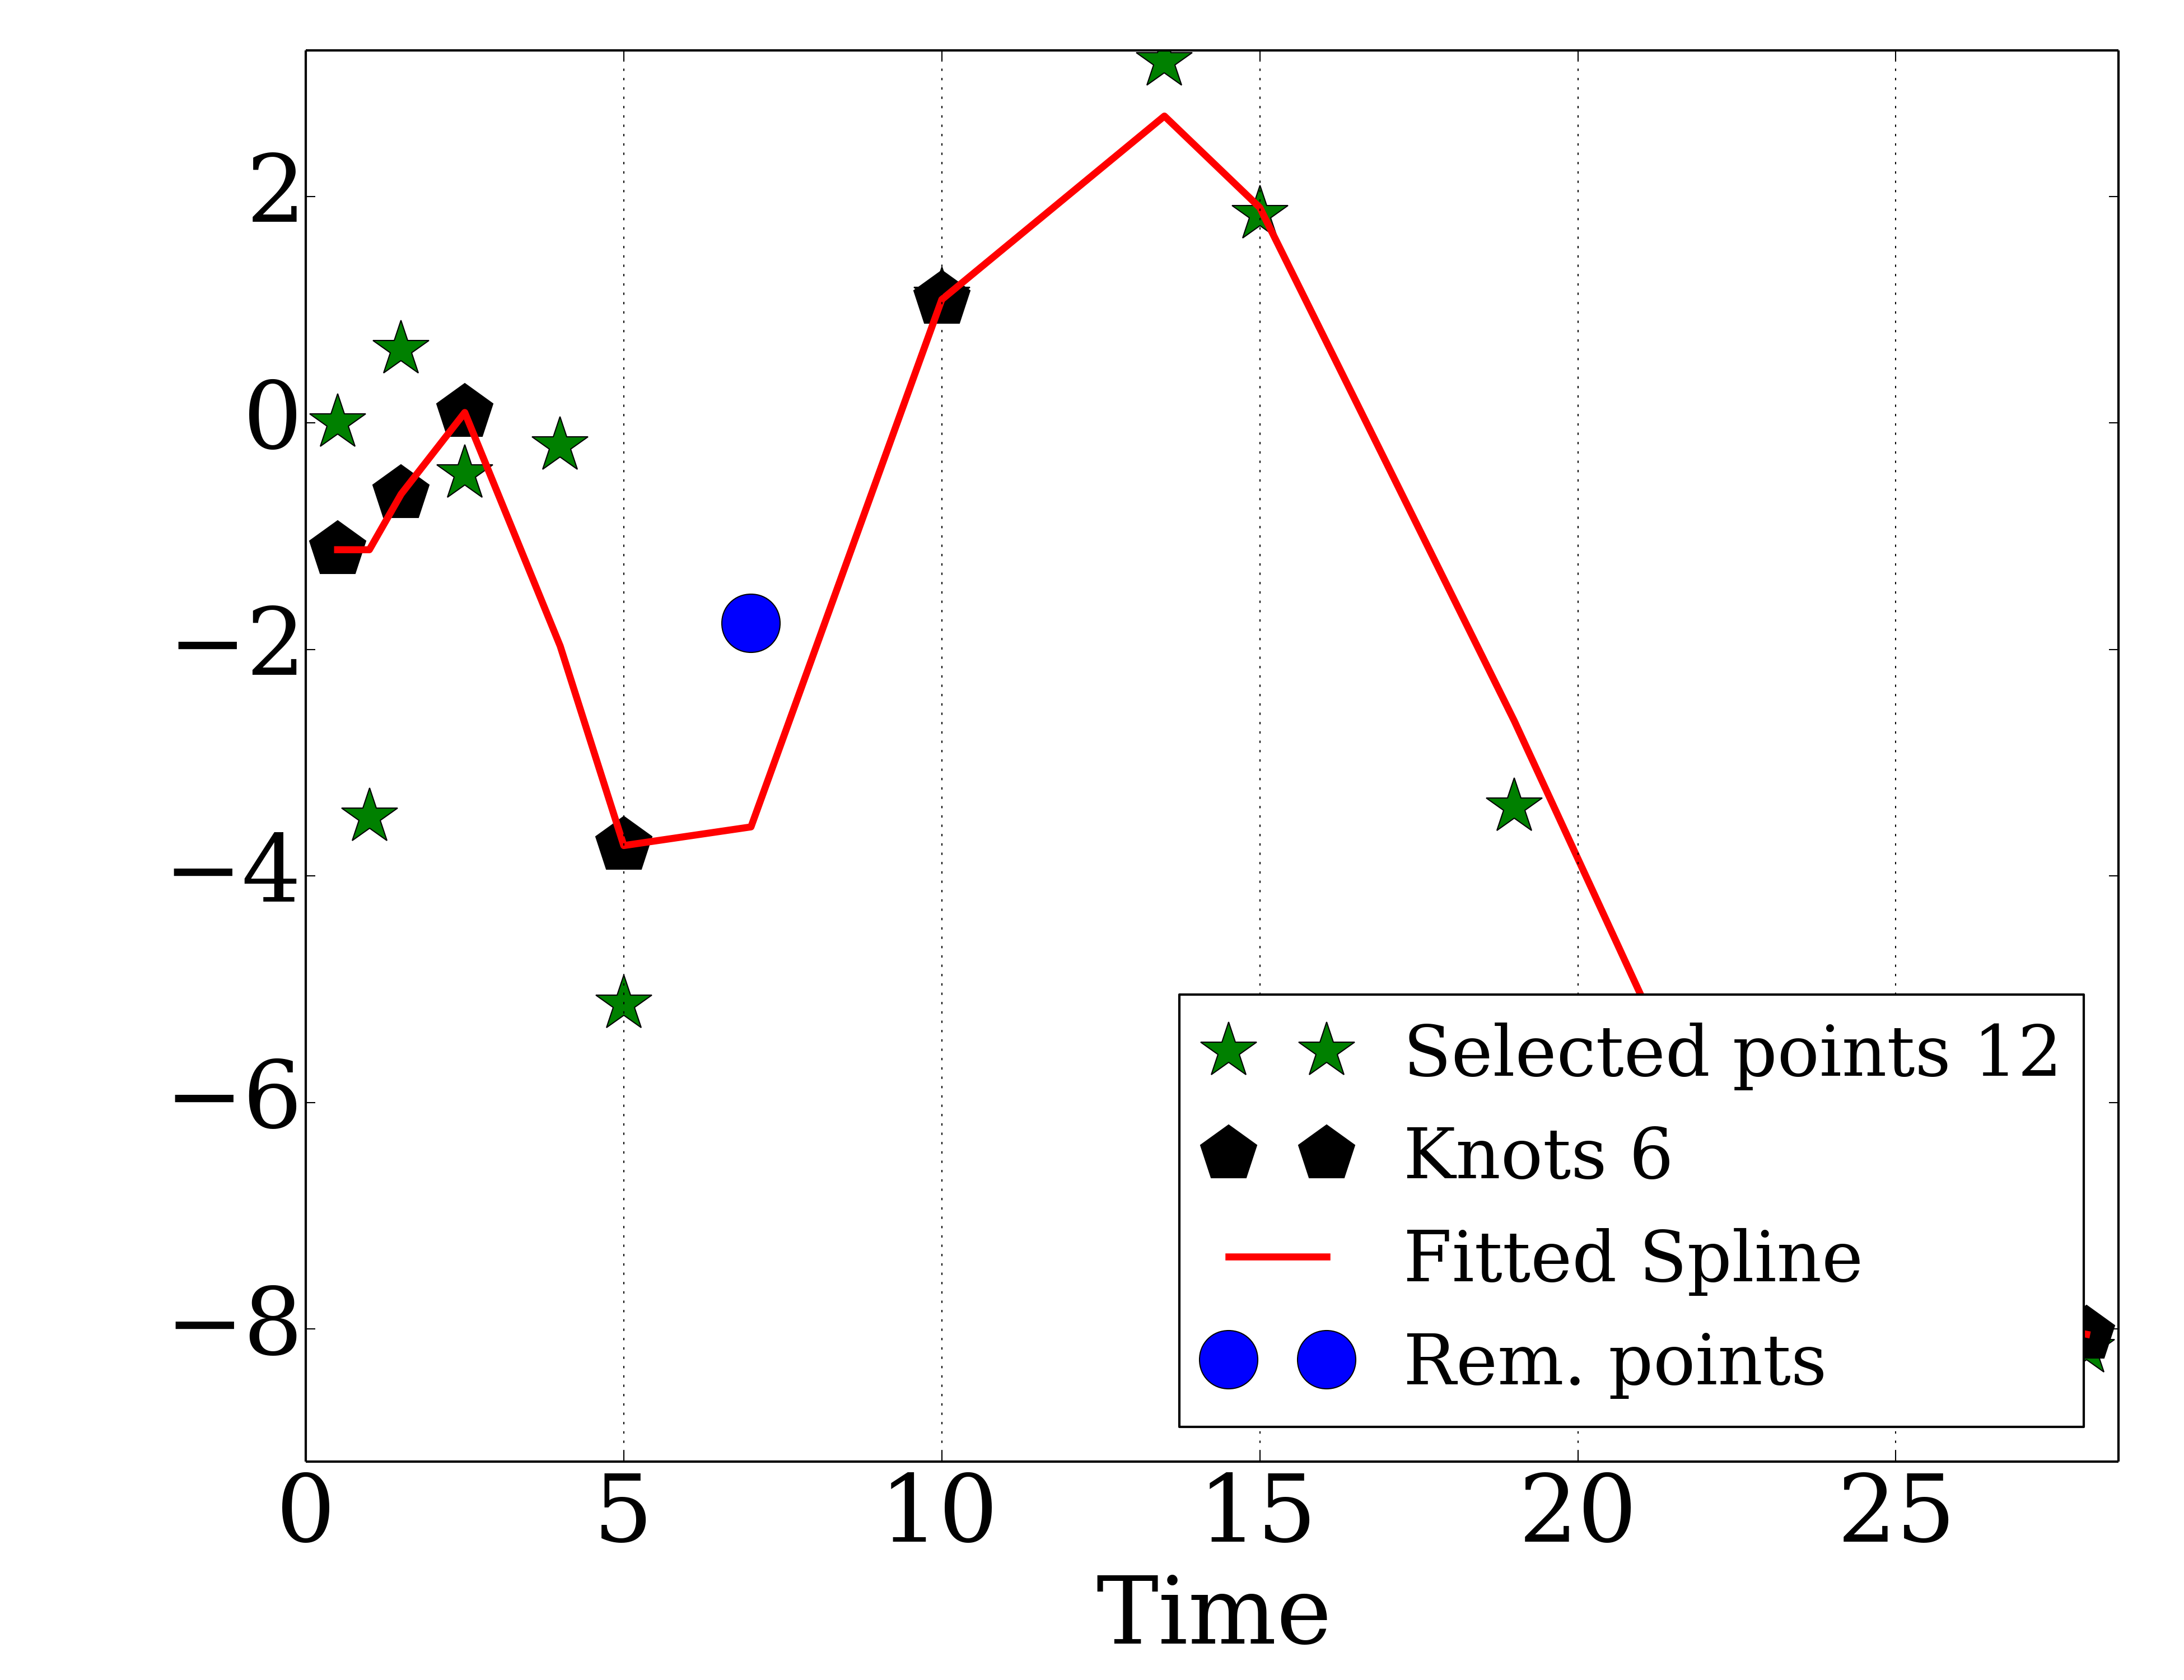 2
0
−2
−4
−6
−8
Selected points 12
Knots 6
Fitted Spline
Rem. points
0 5 10 15 20 25
Time